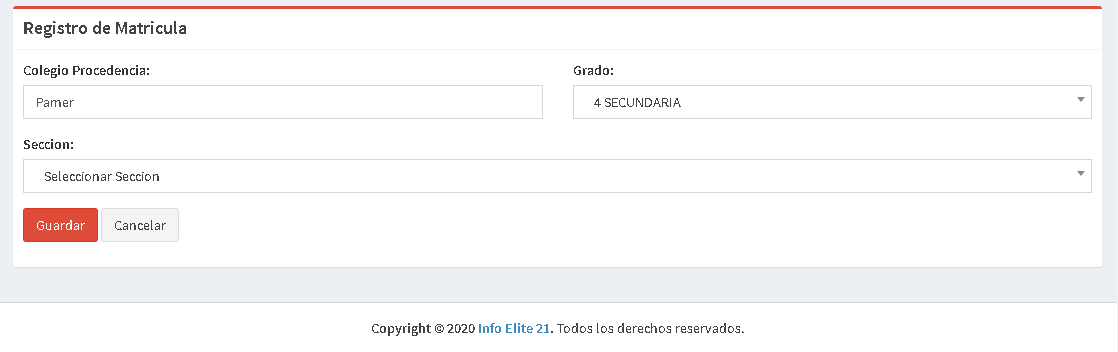 Registro de Matricula
Colegio Procedencia:
Grado:
Pamer
4 SECUNDARIA
Seccion:
Seleccionar Seccion
Guardar
Cancelar
Copyright © 2020 Info Elite 21. Todos los derechos reservados.